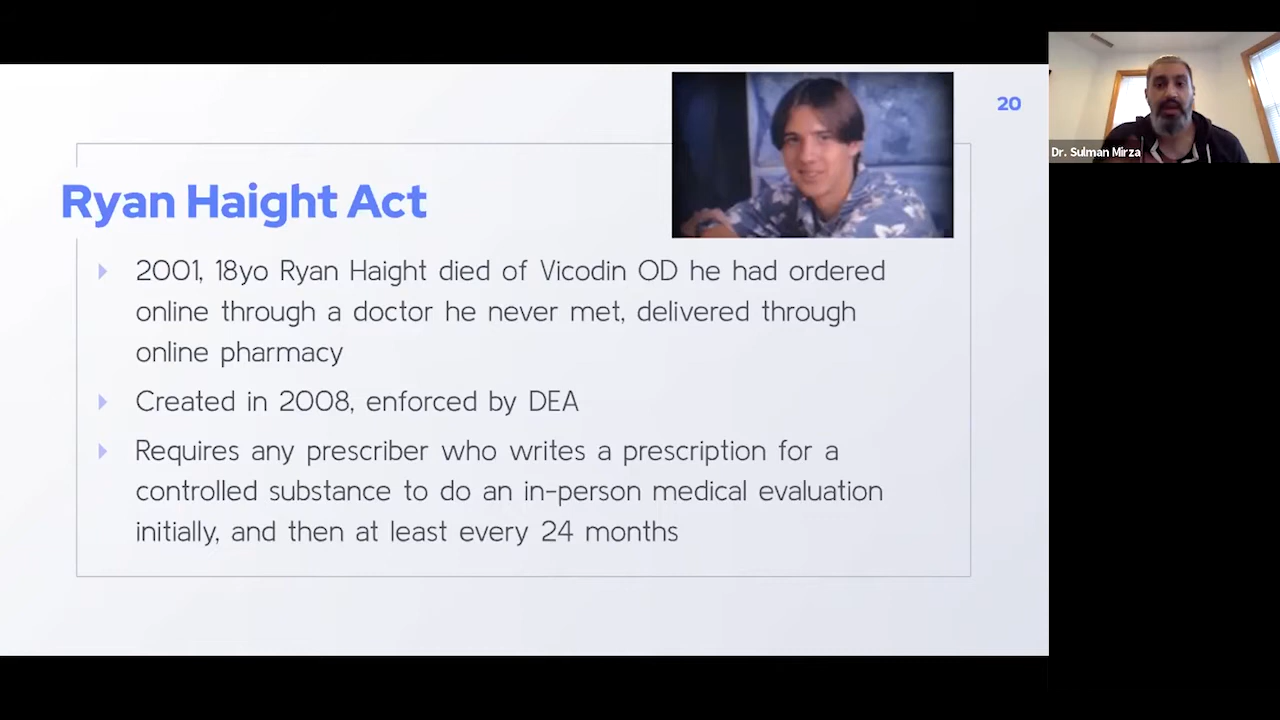 20
Dr. Sulman Mirza
Ryan Haight Act
2001, 18yo Ryan Haight died of Vicodin OD he had ordered
online through a doctor he never met, delivered through
online pharmacy
Created in 2008, enforced by DEA
Requires any prescriber who writes a prescription for a
controlled substance to do an in-person medical evaluation
initially, and then at least every 24 months